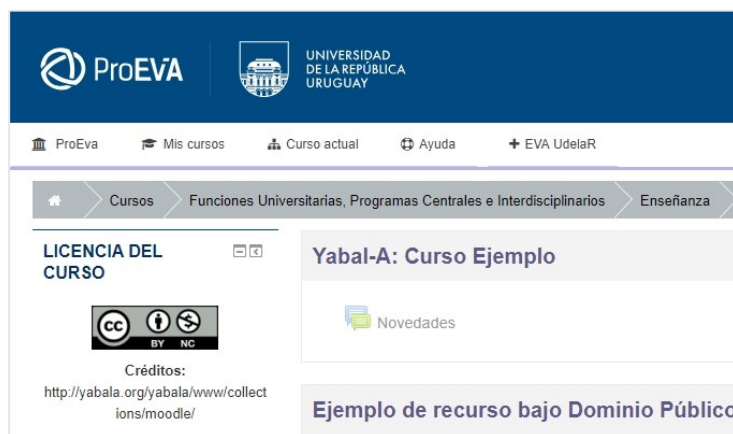 ProEVA
UNIVERSIDAD
DE LA REPÚBLICA
URUGUAY
ProEva
Mis cursos
Curso actual
Ayuda
EVA UdelaR
Cursos
Funciones Universitarias, Programas Centrales e Interdisciplinarios
Enseñanza
LICENCIA DEL
CURSO
cc
BY NC
Créditos:
http://yabala.org/yabala/www/collect
ions/moodle/
Yabal-A: Curso Ejemplo
Novedades
Ejemplo de recurso bajo Dominio Público